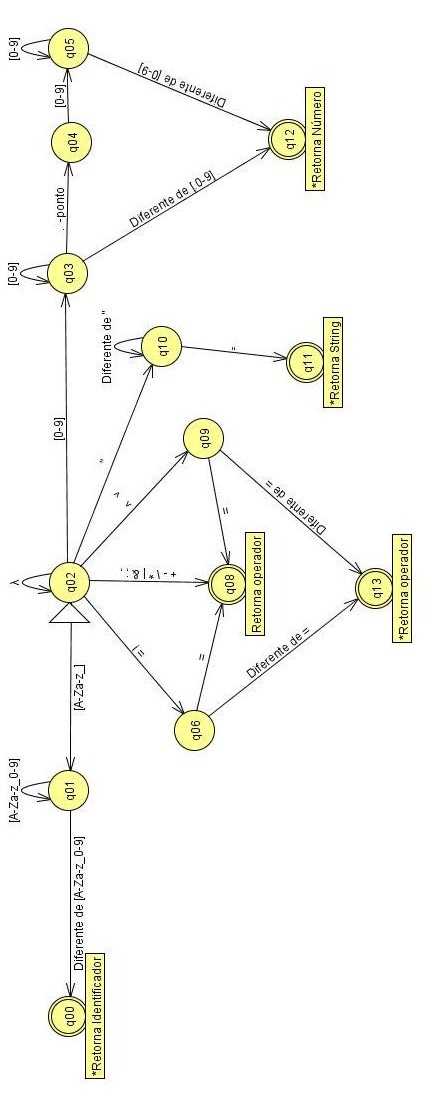 [A-Za-z_0-9]
λ
[0-9]
[0-9]
[0-9]
. -ponto
[0-9]
q00
q01
q02
q03
q04
q05
Diferente de [A-Za-z_0-9]
[A-Za-z_]
*Retorna Identificador
Diferente de "
"
< >
! =
Diferente de [0-9]
Diferente de [0-9]
q10
q06
=
q09
=
q08
Retorna operador
"
q12
*Retorna Número
Diferente de =
Diferente de =
q11
*Retorna String
q13
*Retorna operador